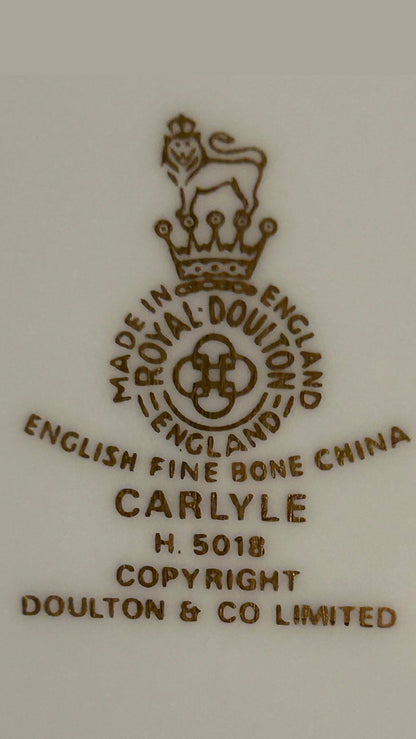 MADE IN ENGLAND
ROYAL·DOULTON
ENGLAND
ENGLISH FINE BONE CHINA
CARLYLE
H. 5018
COPYRIGHT
DOULTON & CO LIMITED